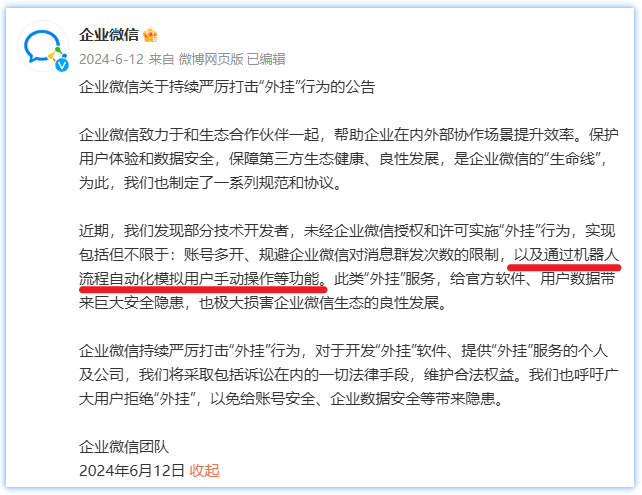 企业微信
2024-6-12 来自 微博网页版 已编辑
企业微信关于持续严厉打击“外挂”行为的公告
企业微信致力于和生态合作伙伴一起，帮助企业在内外部协作场景提升效率。保护
用户体验和数据安全，保障第三方生态健康、良性发展，是企业微信的“生命线”，
为此，我们也制定了一系列规范和协议。
近期，我们发现部分技术开发者，未经企业微信授权和许可实施“外挂”行为，实现
包括但不限于：账号多开、规避企业微信对消息群发次数的限制，以及通过机器人
流程自动化模拟用户手动操作等功能。此类“外挂”服务，给官方软件、用户数据带
来巨大安全隐患，也极大损害企业微信生态的良性发展。
企业微信持续严厉打击“外挂”行为，对于开发“外挂”软件、提供“外挂”服务的个人
及公司，我们将采取包括诉讼在内的一切法律手段，维护合法权益。我们也呼吁广
大用户拒绝“外挂”，以免给账号安全、企业数据安全等带来隐患。
企业微信团队
2024年6月12日 收起